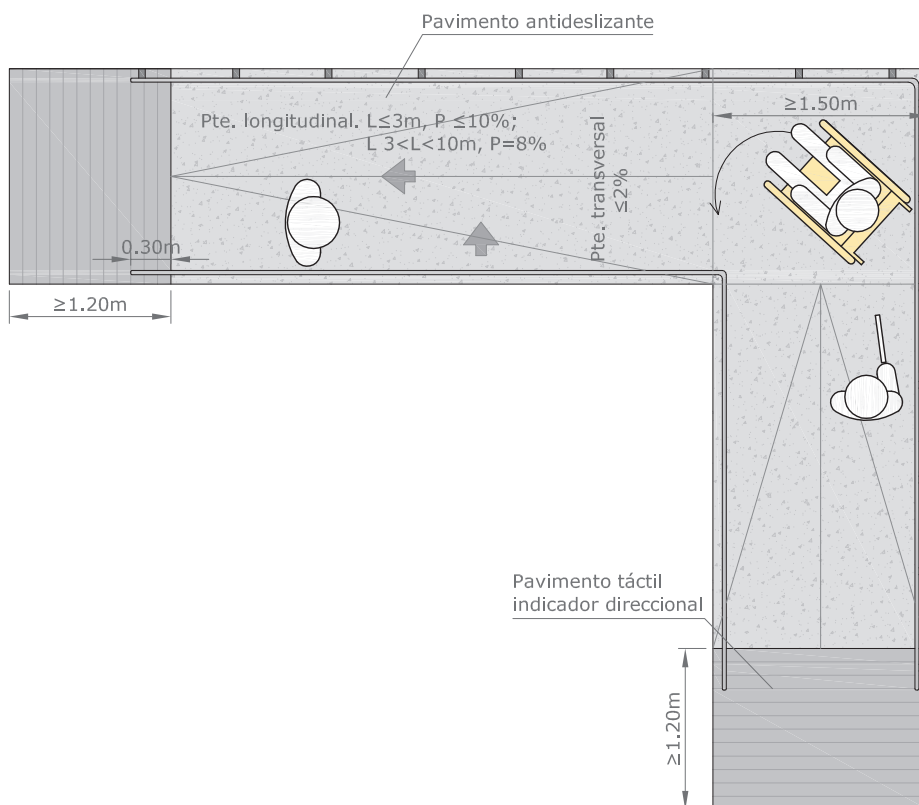 Pavimento antideslizante
≥1.50m
Pte. longitudinal. L≤3m, P ≤10%;
L 3<L<10m, P=8%
Pte. transversal
≤2%
0.30m
≥1.20m
Pavimento táctil
indicador direccional
≥1.20m